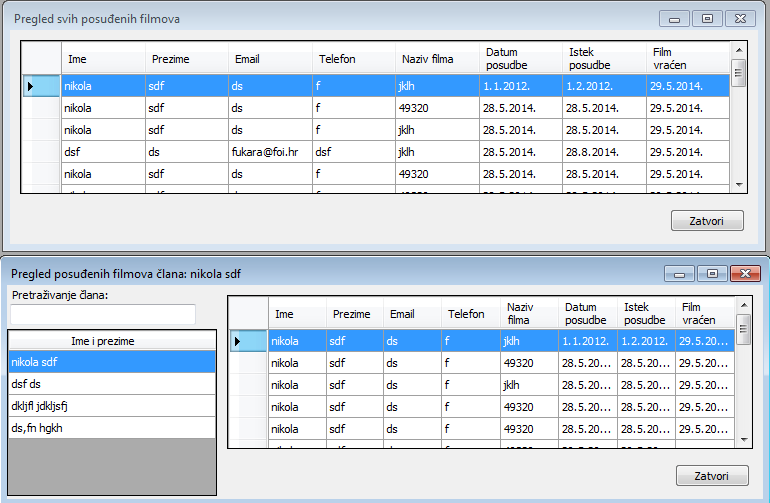 Pregled svih posuđenih filmova
Ime Prezime Email Telefon Naziv filma Datum posudbe Istek posudbe Film vraćen
nikola sdf ds f jklh 1.1.2012. 1.2.2012. 29.5.2014.
nikola sdf ds f 49320 28.5.2014. 28.5.2014. 29.5.2014.
nikola sdf ds f jklh 28.5.2014. 28.5.2014. 29.5.2014.
dsf ds fukara@foi.hr dsf jklh 28.5.2014. 28.8.2014. 29.5.2014.
nikola sdf ds f 49320 28.5.2014. 28.5.2014. 29.5.2014.
Zatvori
Pregled posuđenih filmova člana: nikola sdf
Pretraživanje člana:
Ime i prezime
nikola sdf
dsf ds
dkljfl jdkljsfj
ds,fn hgkh
Ime Prezime Email Telefon Naziv filma Datum posudbe Istek posudbe Film vraćen
nikola sdf ds f jklh 1.1.2012. 1.2.2012. 29.5.20...
nikola sdf ds f 49320 28.5.20... 28.5.20... 29.5.20...
nikola sdf ds f jklh 28.5.20... 28.5.20... 29.5.20...
nikola sdf ds f 49320 28.5.20... 28.5.20... 29.5.20...
nikola sdf ds f 49320 28.5.20... 28.5.20... 29.5.20...
Zatvori